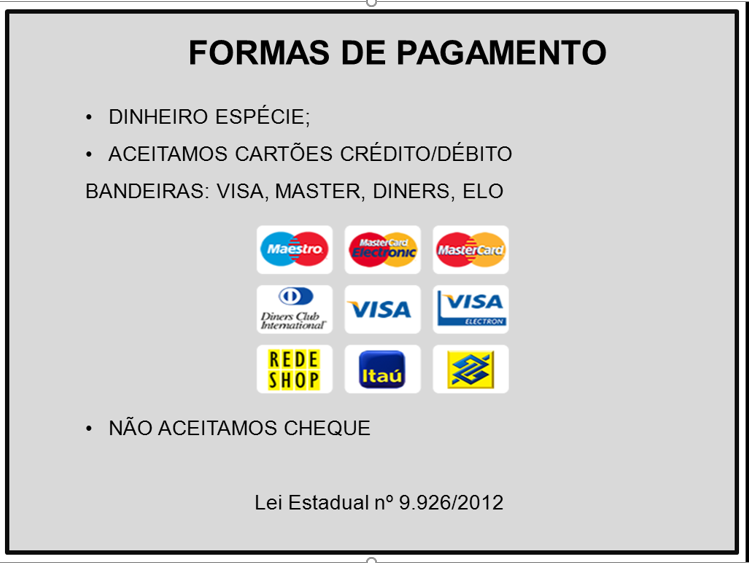 FORMAS DE PAGAMENTO
• DINHEIRO ESPÉCIE;
• ACEITAMOS CARTÕES CRÉDITO/DÉBITO
BANDEIRAS: VISA, MASTER, DINERS, ELO
Maestro MasterCard Electronic MasterCard
Diners Club International VISA VISA ELECTRON
REDE SHOP Itaú
• NÃO ACEITAMOS CHEQUE
Lei Estadual nº 9.926/2012